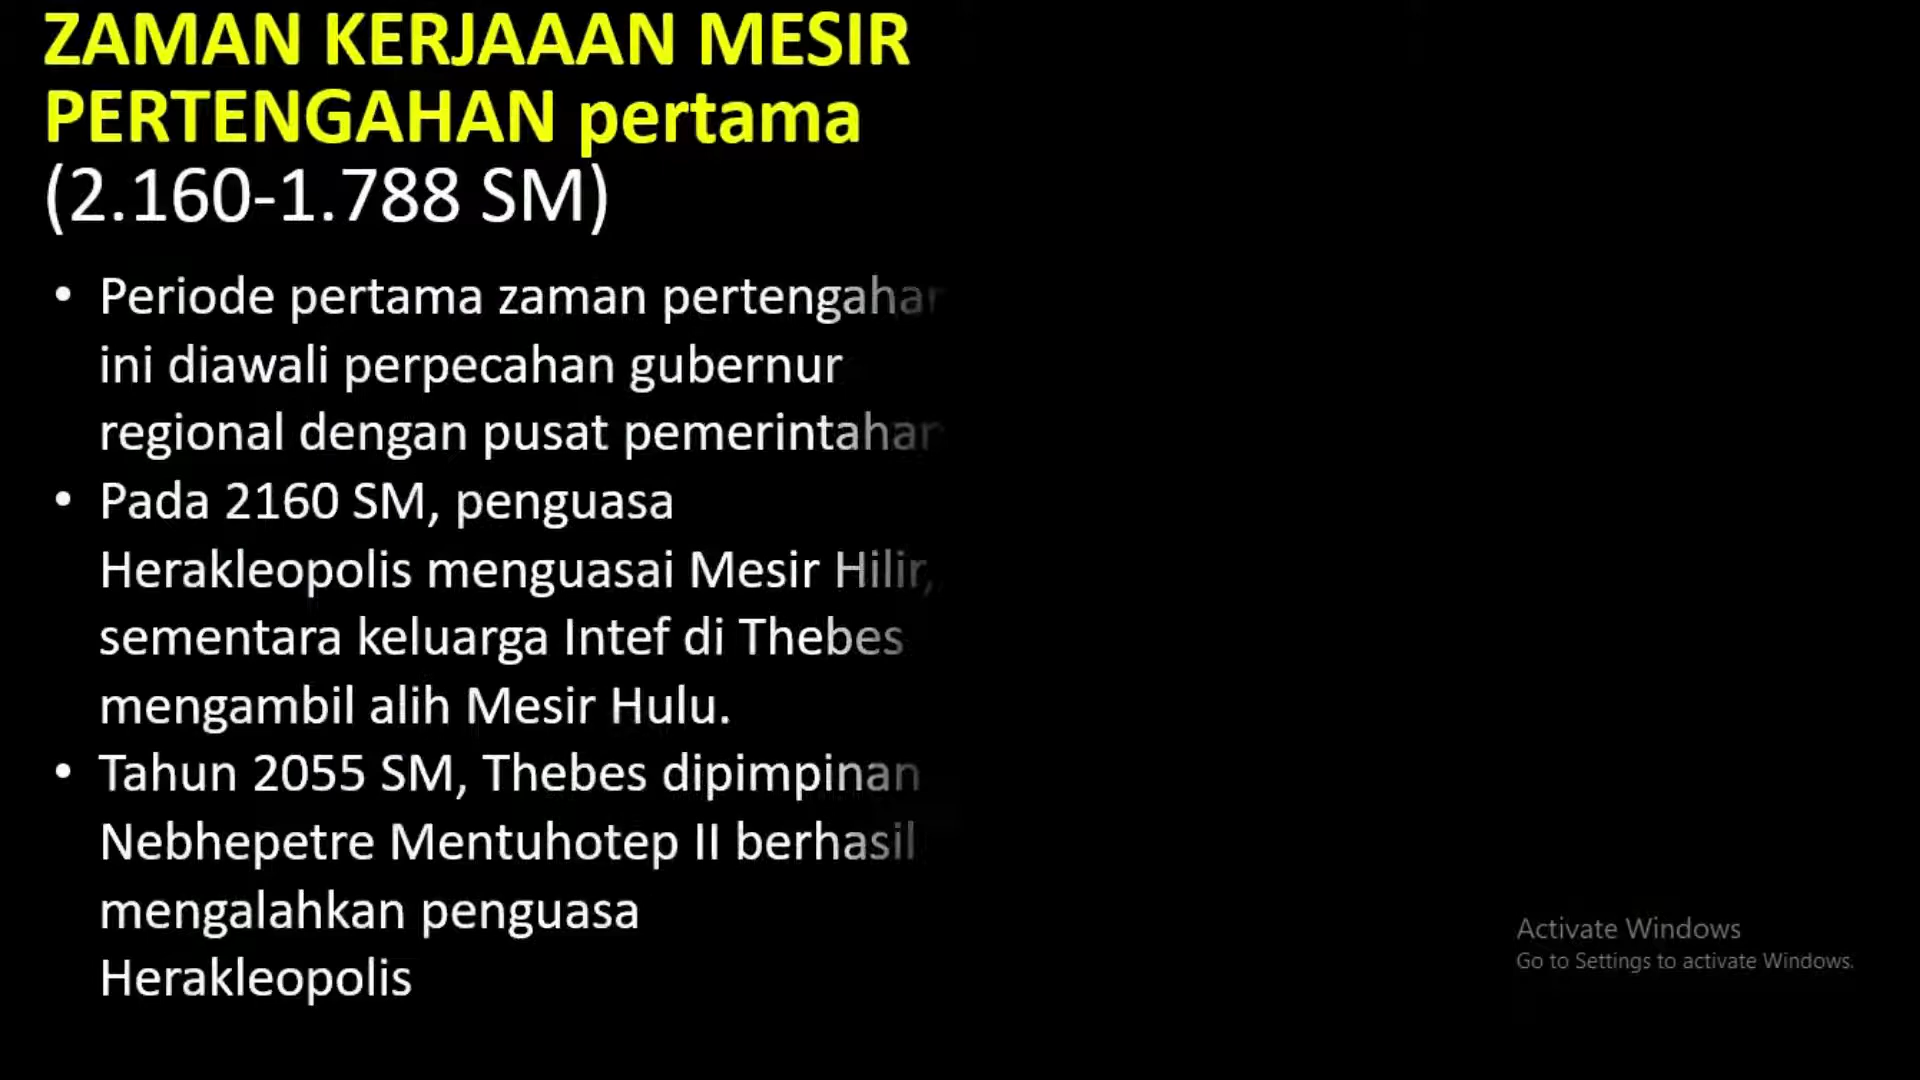 ZAMAN KERJAAAN MESIR
PERTENGAHAN pertama
(2.160-1.788 SM)
• Periode pertama zaman pertengahan
ini diawali perpecahan gubernur
regional dengan pusat pemerintahan
• Pada 2160 SM, penguasa
Herakleopolis menguasai Mesir Hilir,
sementara keluarga Intef di Thebes
mengambil alih Mesir Hulu.
• Tahun 2055 SM, Thebes dipimpinan
Nebhepetre Mentuhotep II berhasil
mengalahkan penguasa
Herakleopolis
Activate Windows
Go to Settings to activate Windows.